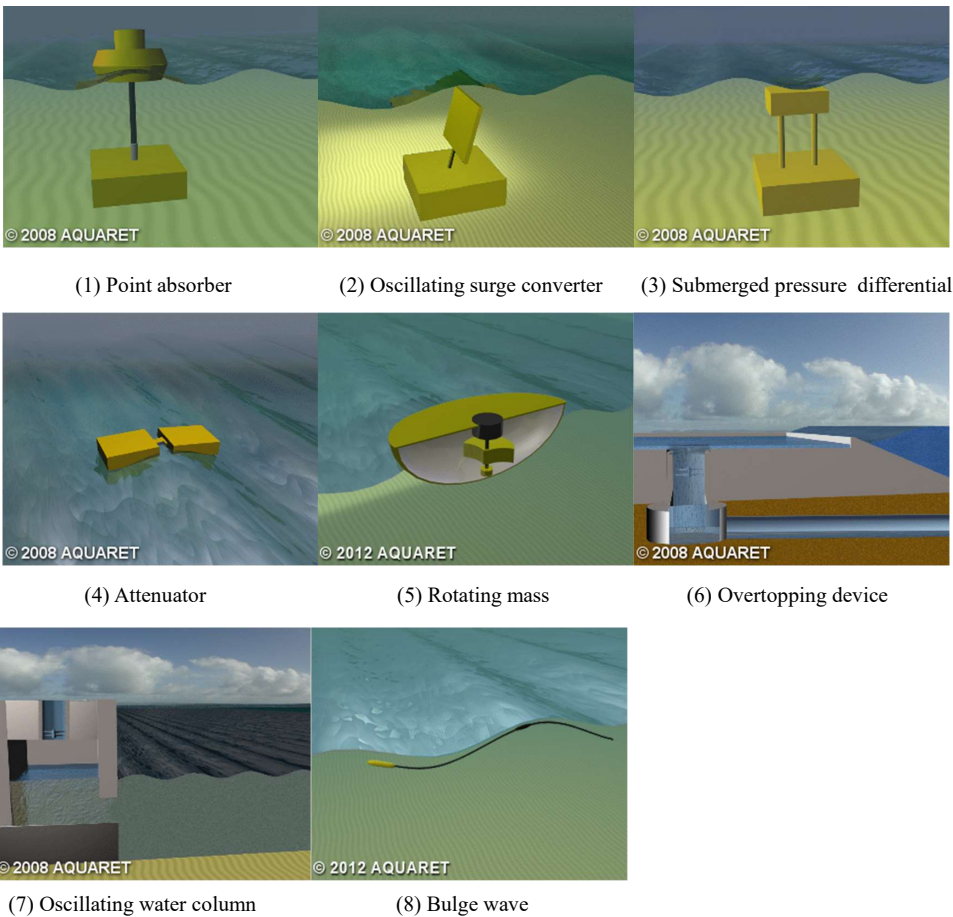 © 2008 AQUARET
© 2008 AQUARET
© 2008 AQUARET
(1) Point absorber
(2) Oscillating surge converter
(3) Submerged pressure differential
© 2008 AQUARET
© 2012 AQUARET
© 2008 AQUARET
(4) Attenuator
(5) Rotating mass
(6) Overtopping device
© 2008 AQUARET
© 2012 AQUARET
(7) Oscillating water column
(8) Bulge wave